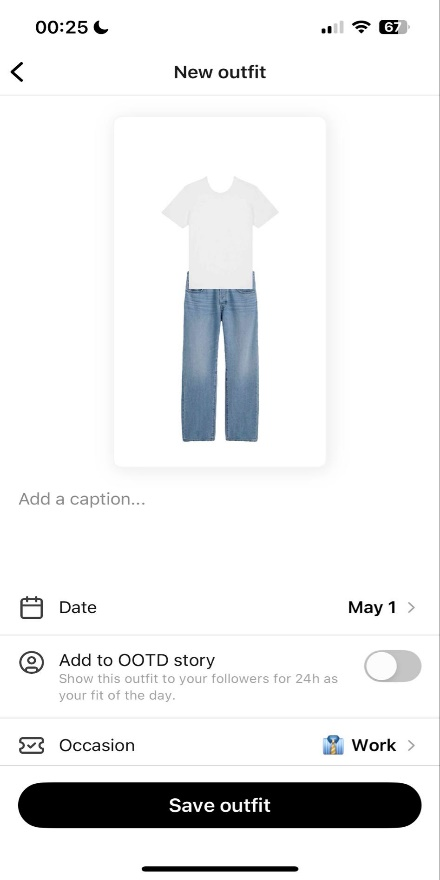 00:25
67
New outfit
Add a caption...
Date
May 1
Add to OOTD story
Show this outfit to your followers for 24h as
your fit of the day.
Occasion
Work
Save outfit